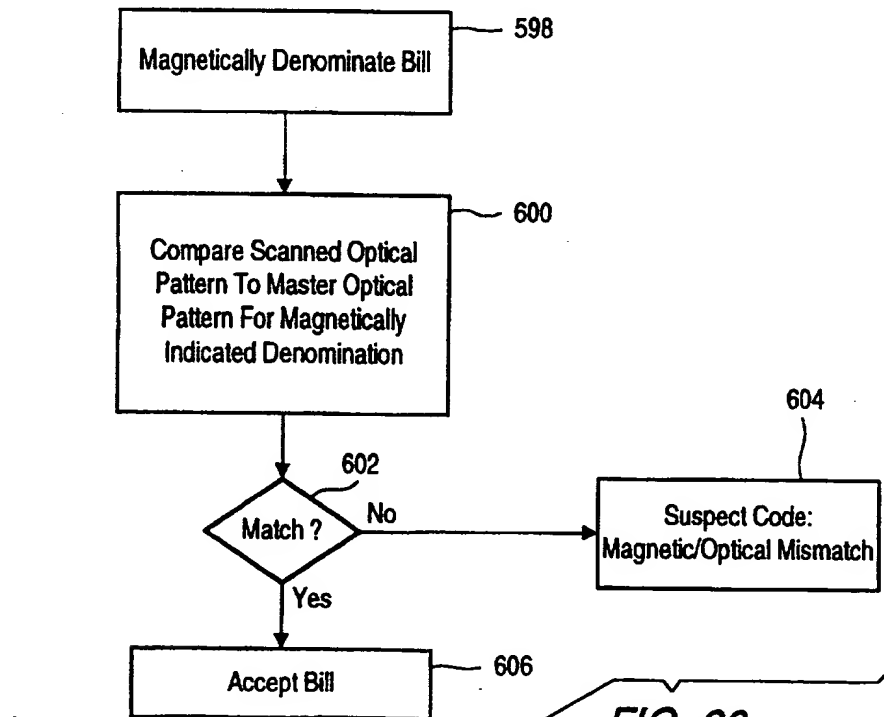 598
Magnetically Denominate Bill
600
Compare Scanned Optical
Pattern To Master Optical
Pattern For Magnetically
Indicated Denomination
604
602
Match ?
No
Suspect Code:
Magnetic/Optical Mismatch
Yes
606
Accept Bill